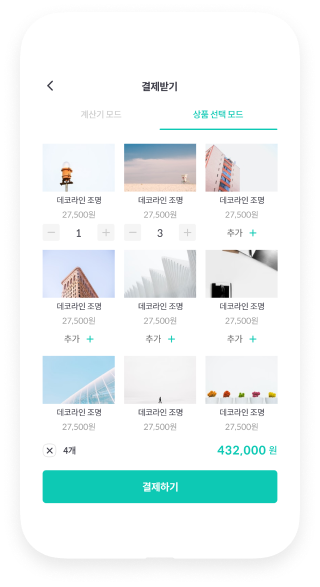 결제받기
계산기 모드 상품 선택 모드
데코라인 조명 데코라인 조명 데코라인 조명
27,500원 27,500원 27,500원
1 3 추가 +
데코라인 조명 데코라인 조명 데코라인 조명
27,500원 27,500원 27,500원
추가 + 추가 + 추가 +
데코라인 조명 데코라인 조명 데코라인 조명
27,500원 27,500원 27,500원
4개 432,000 원
결제하기